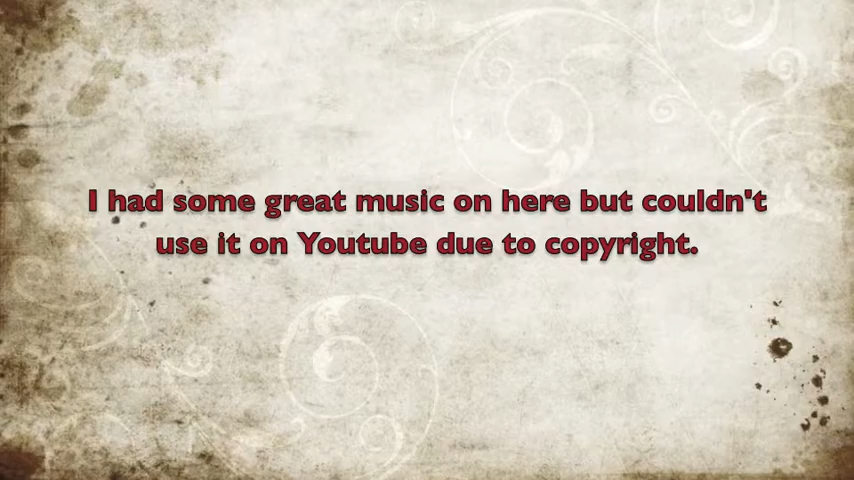 I had some great music on here but couldn't
use it on Youtube due to copyright.